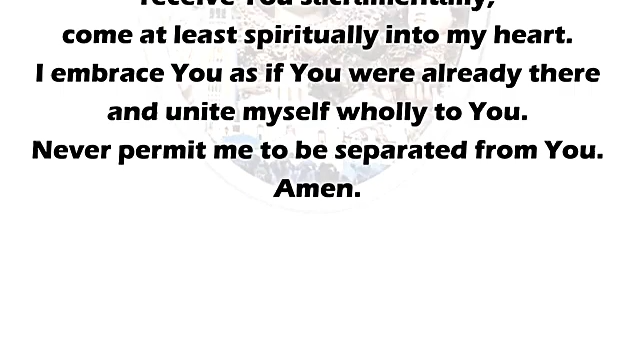 receive You sacramentally,
come at least spiritually into my heart.
I embrace You as if You were already there
and unite myself wholly to You.
Never permit me to be separated from You.
Amen.